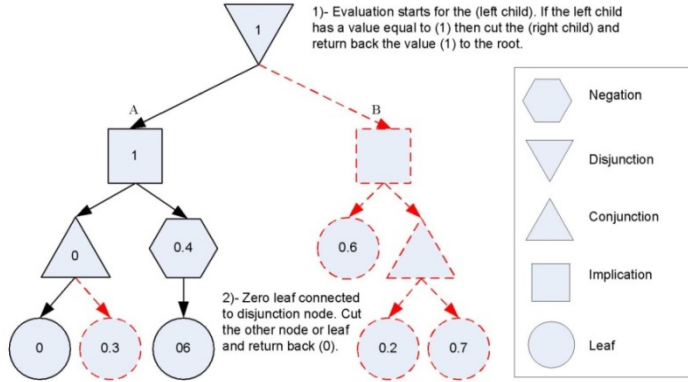 1)- Evaluation starts for the (left child). If the left child
has a value equal to (1) then cut the (right child) and
return back the value (1) to the root.
1
A
B
1
Negation
Disjunction
0
0.4
0.6
Conjunction
2)- Zero leaf connected
to disjunction node. Cut
the other node or leaf
and return back (0).
Implication
0
0.3
06
0.2
0.7
Leaf